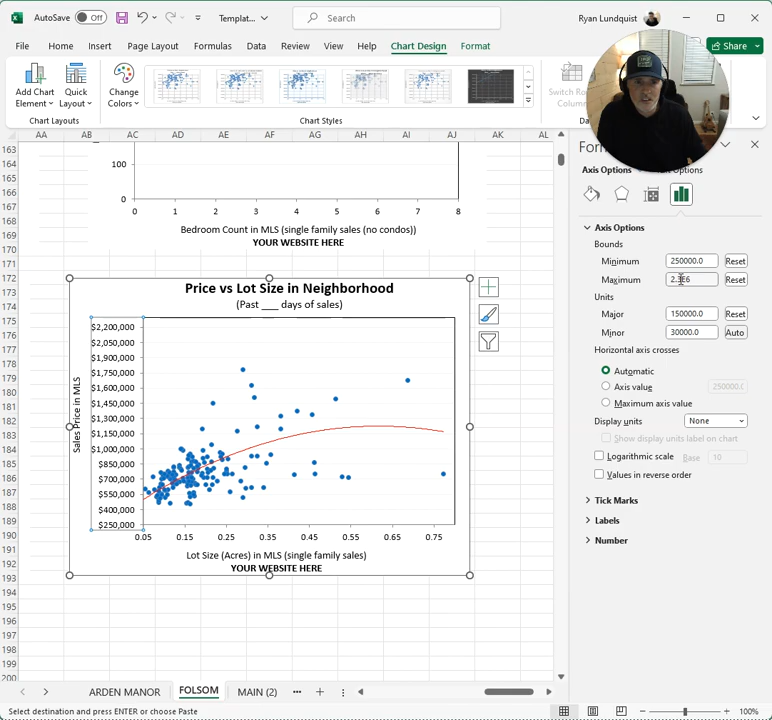 AutoSave Off Templat... Search Ryan Lundquist
File Home Insert Page Layout Formulas Data Review View Help Chart Design Format Share
Add Chart Element Quick Layout Change Colors Switch Row
Chart Layouts Chart Styles
AA AB AC AD AE AF AG AH AI AJ AK AL
Axis Options
Axis Options
Bounds
Minimum 250000.0 Reset
Maximum Reset
Units
Major 150000.0 Reset
Minor 30000.0 Auto
Horizontal axis crosses
Automatic
Axis value 250000.0
Maximum axis value
Display units None
Show display units label on chart
Logarithmic scale Base 10
Values in reverse order
Tick Marks
Labels
Number
163
164
165
166
167
168
169
170
171
172
173
174
175
176
177
178
179
180
181
182
183
184
185
186
187
188
189
190
191
192
193
194
195
196
197
198
199
200
100
0
0 1 2 3 4 5 6 7 8
Bedroom Count in MLS (single family sales (no condos))
YOUR WEBSITE HERE
Price vs Lot Size in Neighborhood
(Past ___ days of sales)
Sales Price in MLS
$2,200,000
$2,050,000
$1,900,000
$1,750,000
$1,600,000
$1,450,000
$1,300,000
$1,150,000
$1,000,000
$850,000
$700,000
$550,000
$400,000
$250,000
0.05 0.15 0.25 0.35 0.45 0.55 0.65 0.75
Lot Size (Acres) in MLS (single family sales)
YOUR WEBSITE HERE
ARDEN MANOR FOLSOM MAIN (2) ...
Select destination and press ENTER or choose Paste 100%